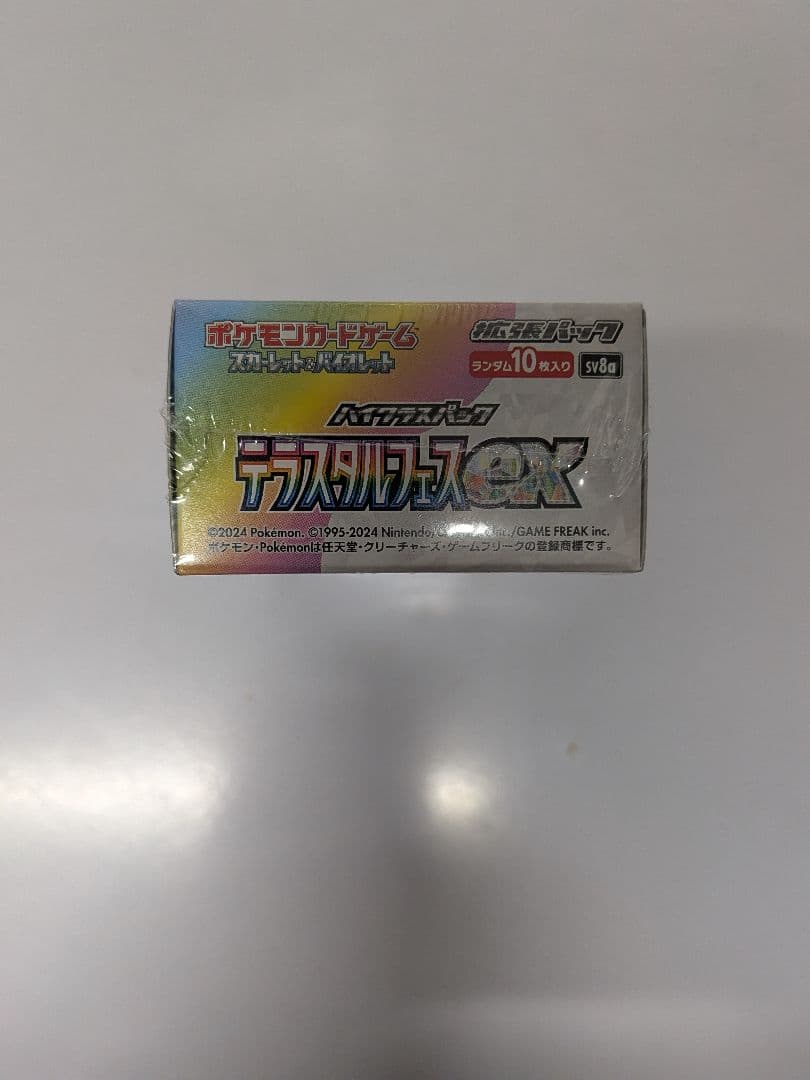 ポケモンカードゲーム
スカーレット&バイオレット
拡張パック
ランダム10枚入り SV8a
ハイクラスパック
テラスタルフェスex
©2024 Pokémon. ©1995-2024 Nintendo/ Inc./GAME FREAK inc.
ポケモン・Pokémonは任天堂・クリーチャーズ・ゲームフリークの登録商標です。